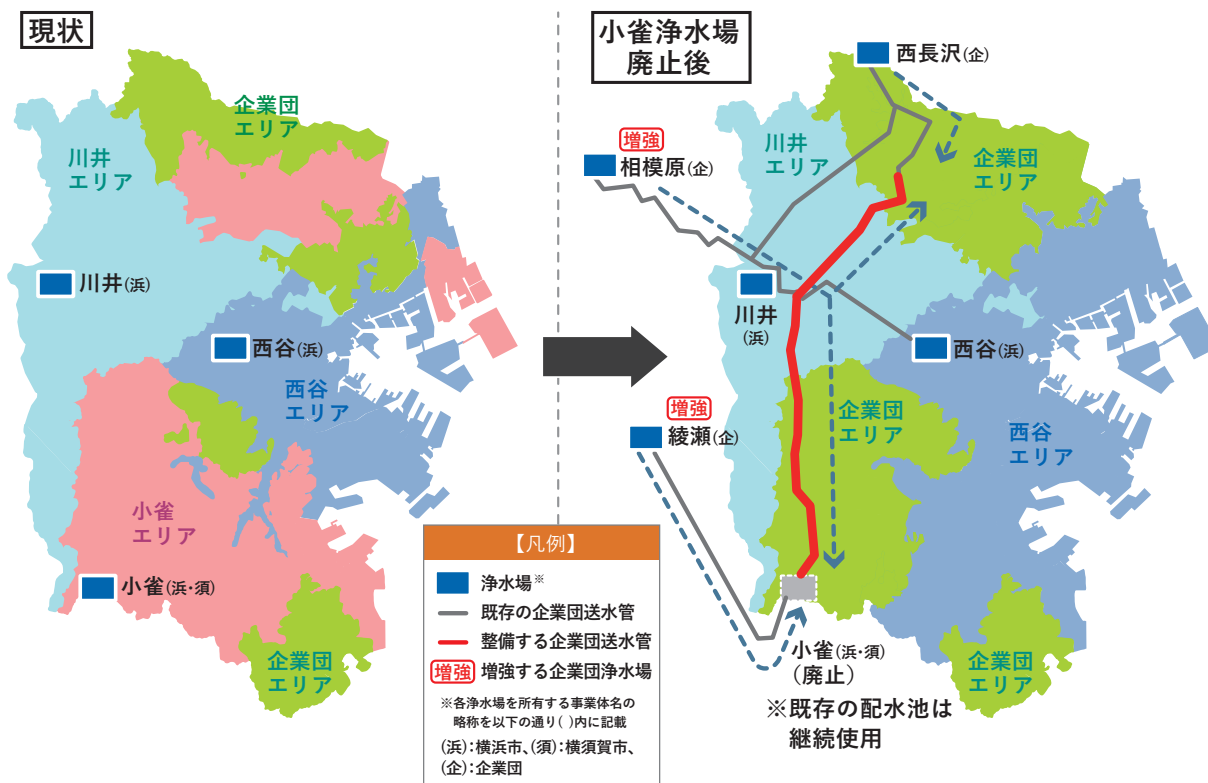 現状
企業団
エリア
川井
エリア
川井(浜)
西谷(浜)
西谷
エリア
小雀
エリア
小雀(浜・須)
企業団
エリア
小雀浄水場
廃止後
西長沢(企)
増強
相模原(企)
川井
エリア
企業団
エリア
川井
(浜)
西谷(浜)
増強
綾瀬(企)
企業団
エリア
西谷
エリア
小雀(浜・須)
(廃止)
※既存の配水池は
継続使用
企業団
エリア
【凡例】
浄水場※
既存の企業団送水管
整備する企業団送水管
増強 増強する企業団浄水場
※各浄水場を所有する事業体名の
略称を以下の通り( )内に記載
(浜):横浜市、(須):横須賀市、
(企):企業団